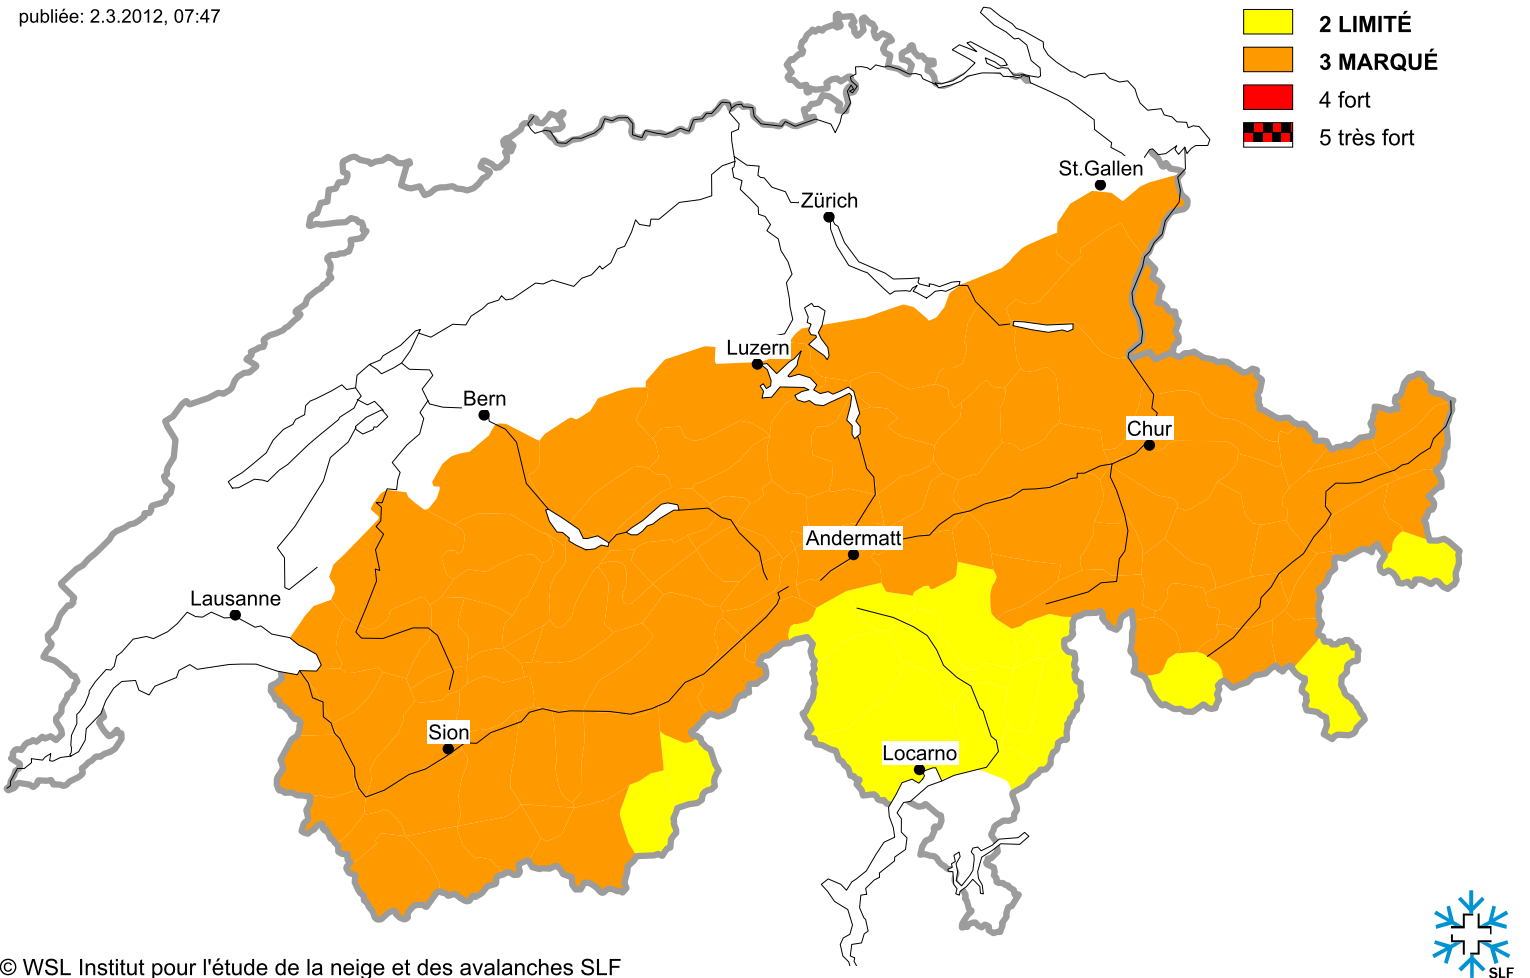 publiée: 2.3.2012, 07:47
2 LIMITÉ
3 MARQUÉ
4 fort
5 très fort
St.Gallen
Zürich
Luzern
Bern
Chur
Andermatt
Lausanne
Sion
Locarno
© WSL Institut pour l'étude de la neige et des avalanches SLF
SLF